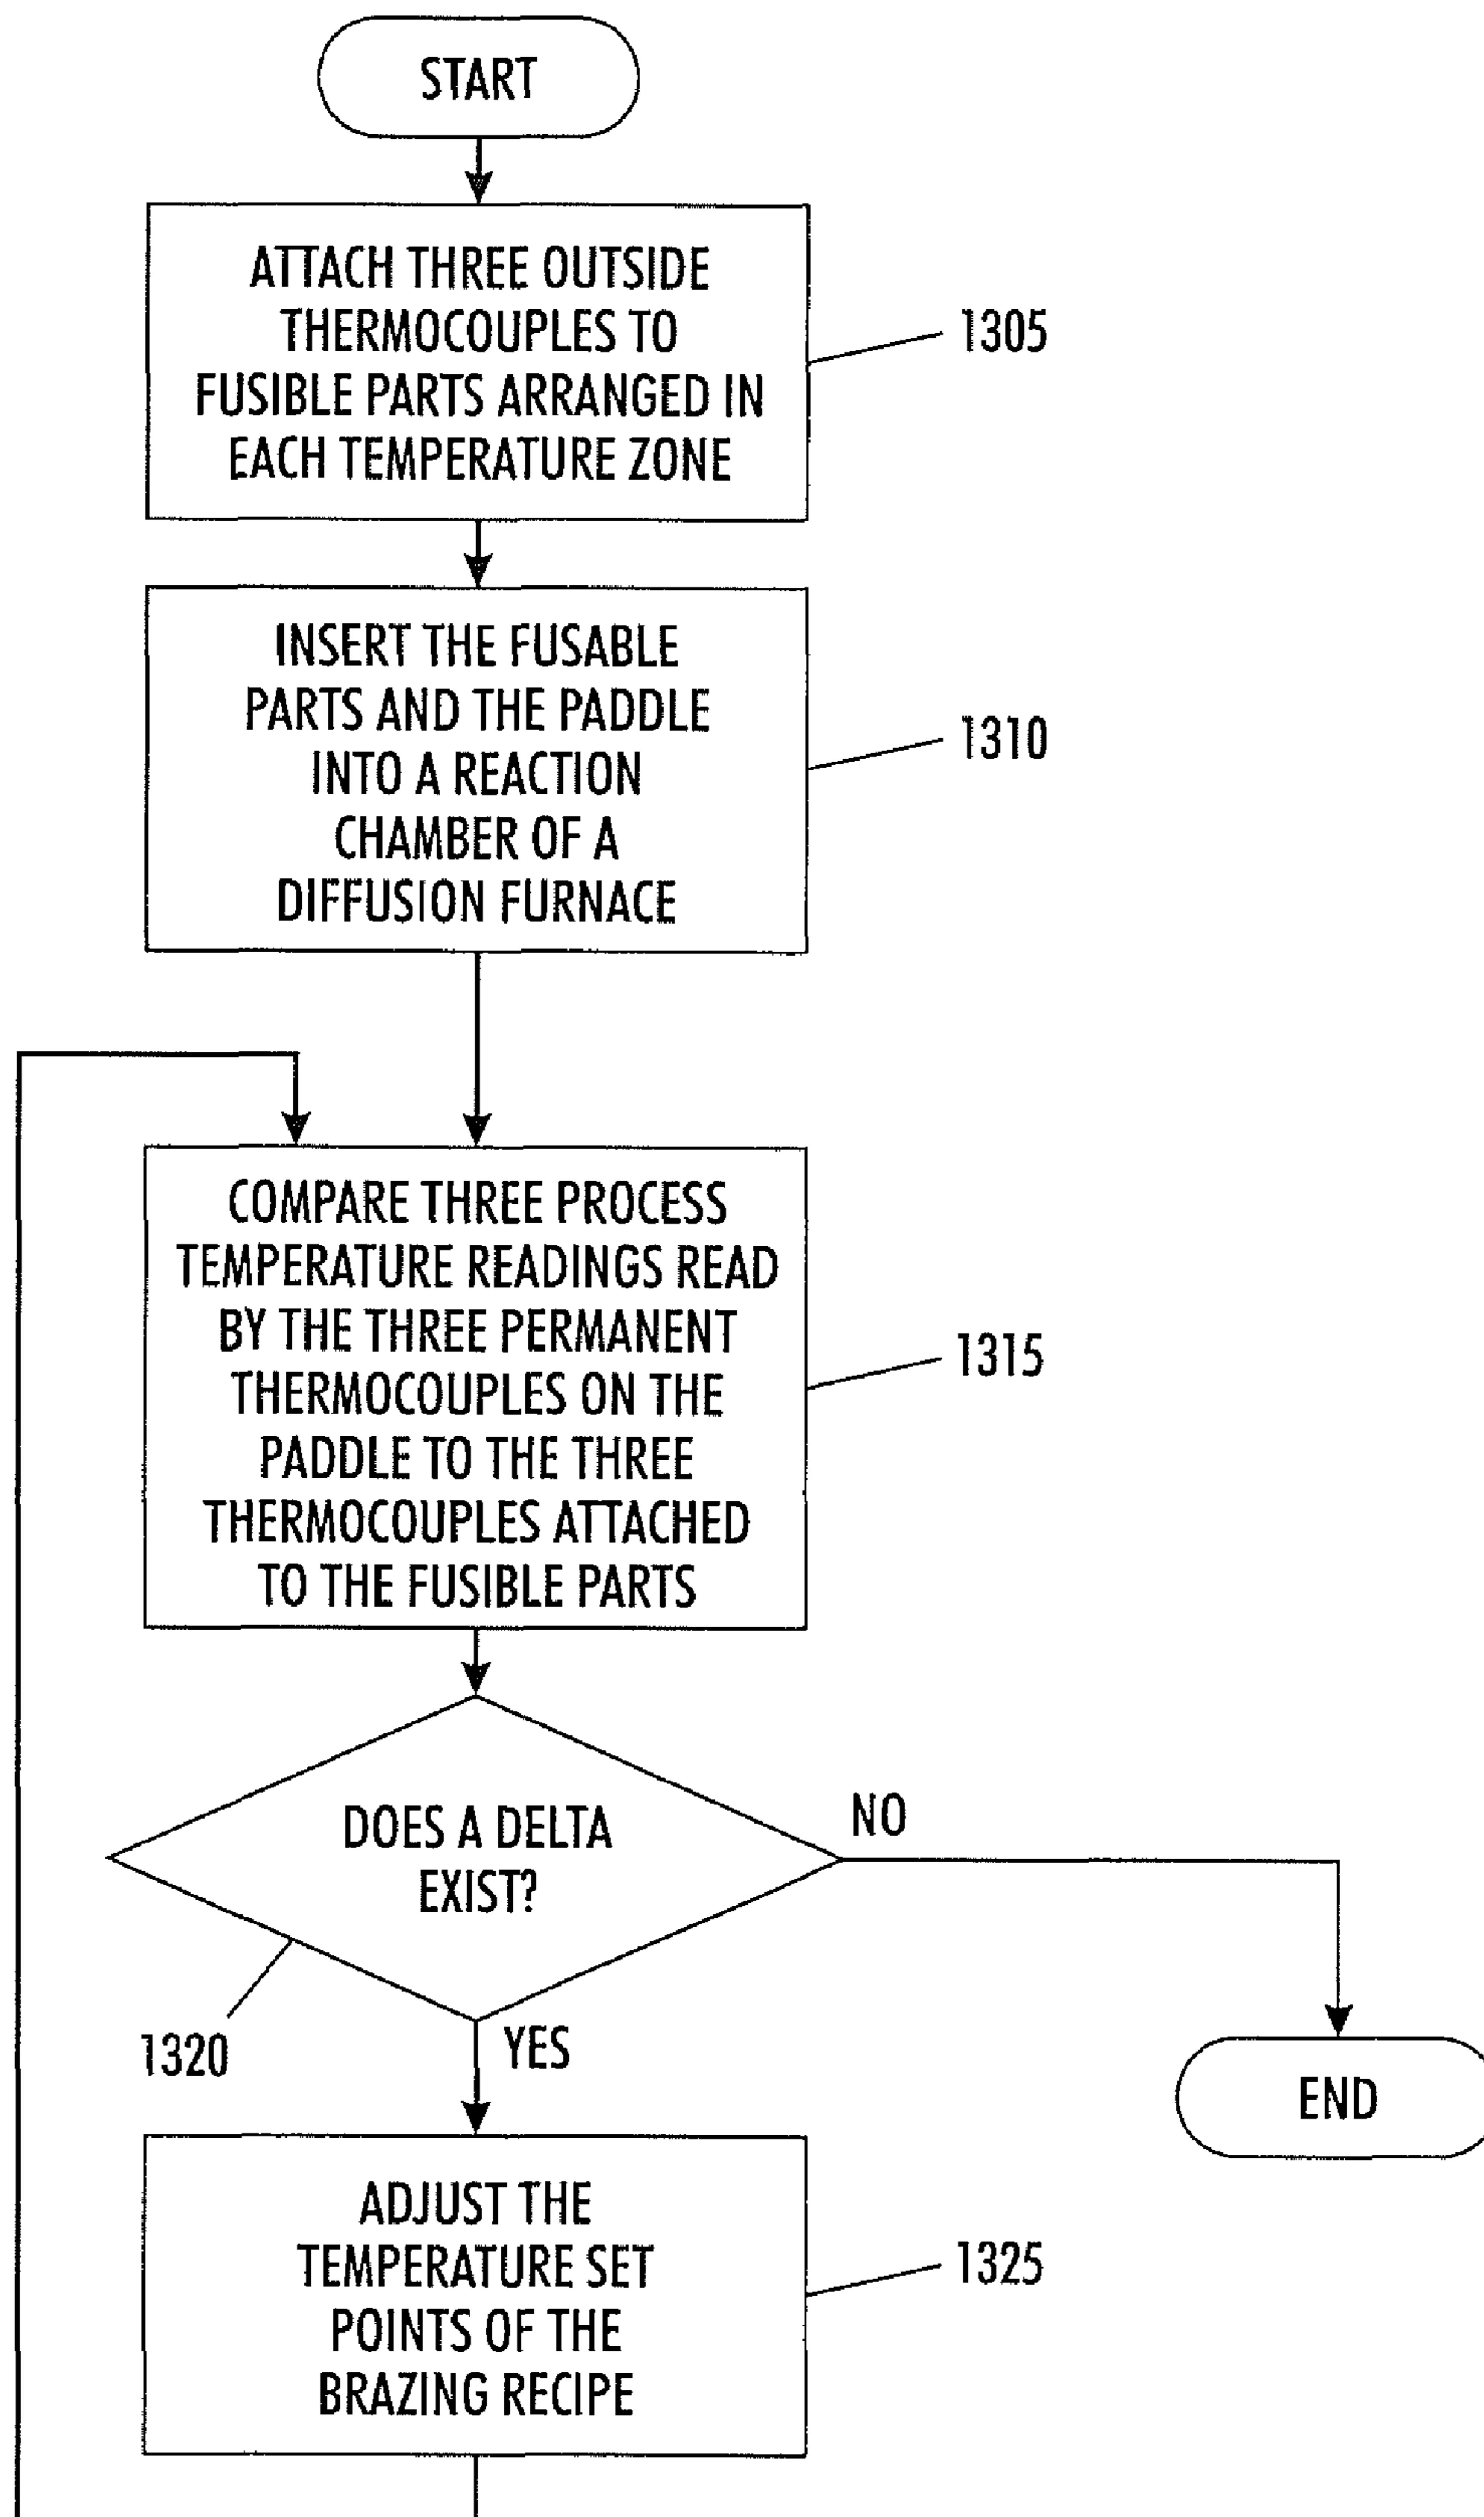 START
ATTACH THREE OUTSIDE
THERMOCOUPLES TO
FUSIBLE PARTS ARRANGED IN
EACH TEMPERATURE ZONE
1305
INSERT THE FUSABLE
PARTS AND THE PADDLE
INTO A REACTION
CHAMBER OF A
DIFFUSION FURNACE
1310
COMPARE THREE PROCESS
TEMPERATURE READINGS READ
BY THE THREE PERMANENT
THERMOCOUPLES ON THE
PADDLE TO THE THREE
THERMOCOUPLES ATTACHED
TO THE FUSIBLE PARTS
1315
DOES A DELTA
EXIST?
NO
1320
YES
END
ADJUST THE
TEMPERATURE SET
POINTS OF THE
BRAZING RECIPE
1325